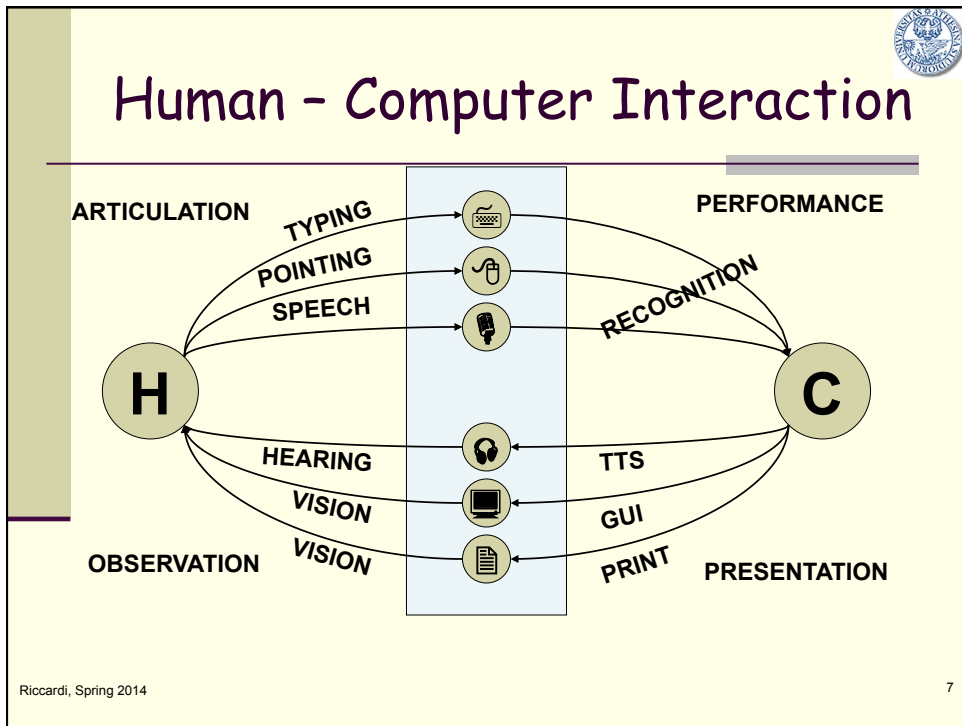 Human – Computer Interaction
ARTICULATION
PERFORMANCE
TYPING
POINTING
SPEECH
RECOGNITION
H
C
HEARING
TTS
VISION
GUI
VISION
PRINT
OBSERVATION
PRESENTATION
Riccardi, Spring 2014
7